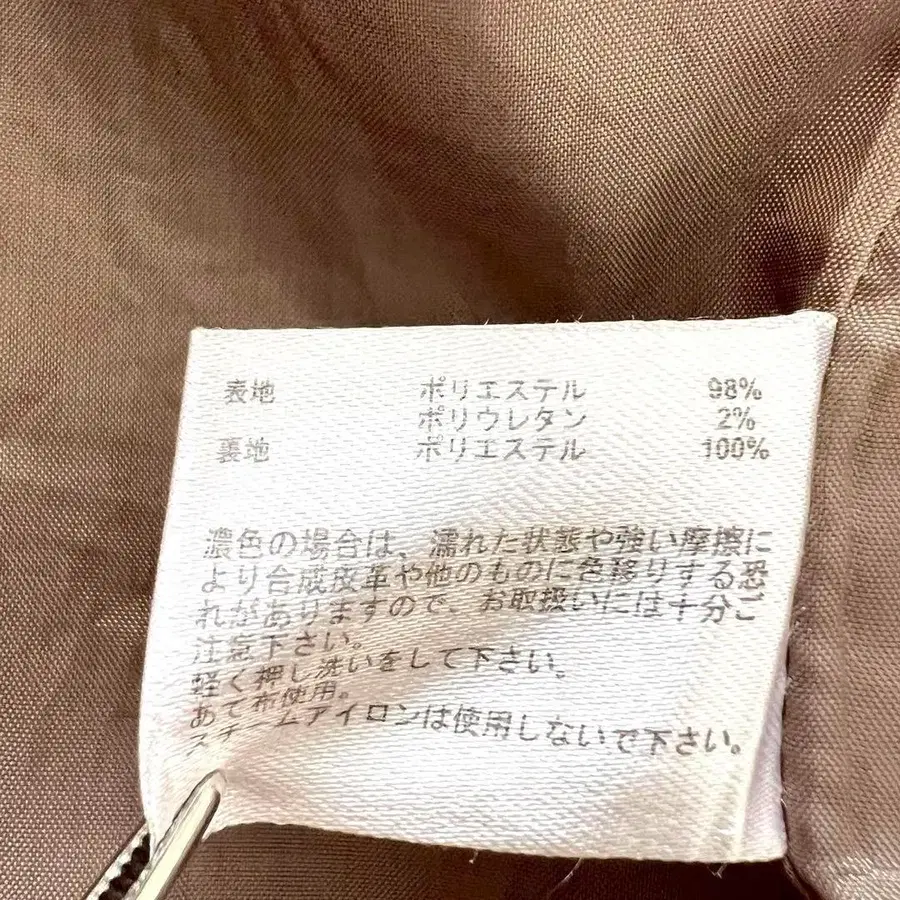 表地 ポリエステル 98%
ポリウレタン 2%
裏地 ポリエステル 100%
濃色の場合は、濡れた状態や強い摩擦に
より合成皮革や他のものに色移りする恐
れがありますので、お取扱いには十分ご
注意下さい。
軽く押し洗いをして下さい。
あて布使用。
スチームアイロンは使用しないで下さい。